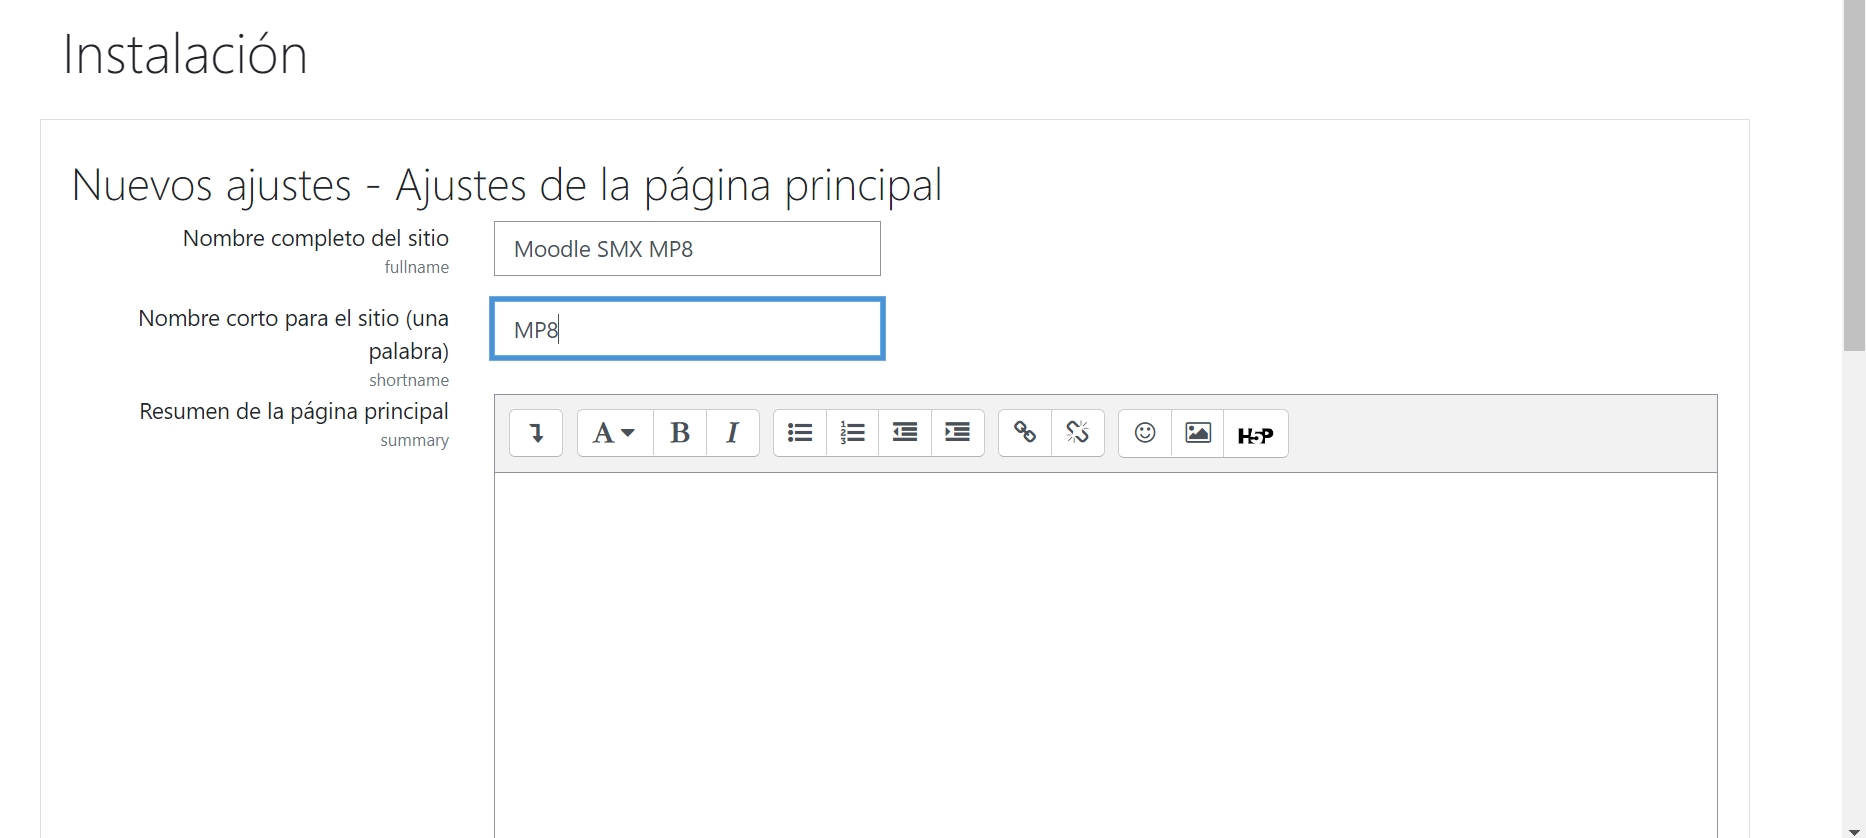 Instalación
Nuevos ajustes - Ajustes de la página principal
Nombre completo del sitio
fullname
Moodle SMX MP8
Nombre corto para el sitio (una
palabra)
shortname
MP8
Resumen de la página principal
summary
A B I
H5P